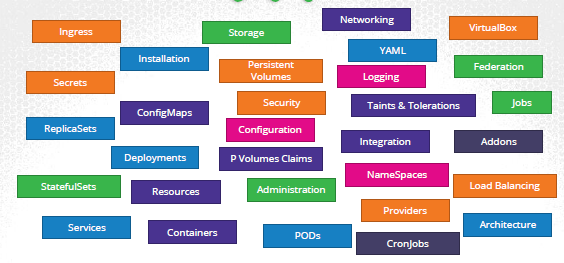 Networking
Ingress
Storage
VirtualBox
YAML
Installation
Persistent
Volumes
Federation
Secrets
Logging
Security
Taints & Tolerations
Jobs
ConfigMaps
ReplicaSets
Configuration
Integration
Addons
Deployments
P Volumes Claims
NameSpaces
StatefulSets
Resources
Administration
Load Balancing
Providers
Services
Containers
PODs
Architecture
CronJobs